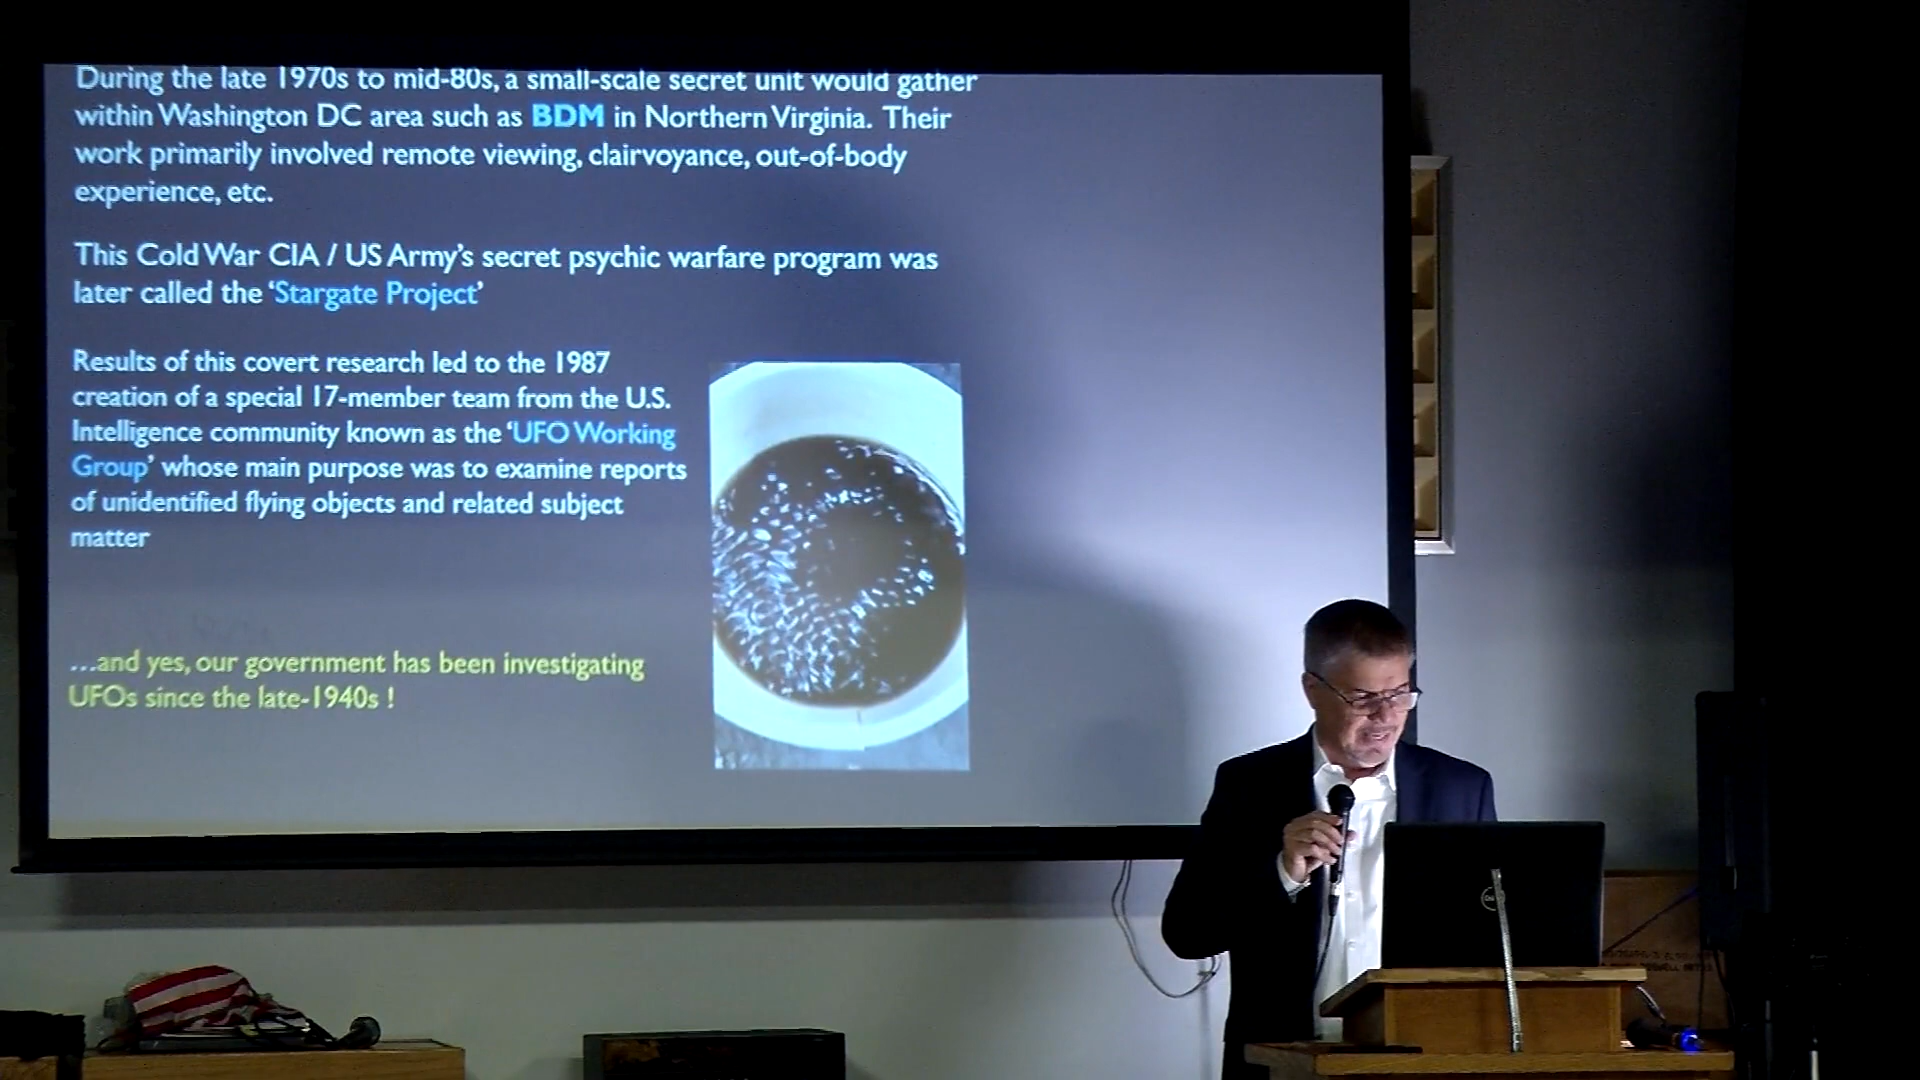 During the late 1970s to mid-80s, a small-scale secret unit would gather
within Washington DC area such as BDM in Northern Virginia. Their
work primarily involved remote viewing, clairvoyance, out-of-body
experience, etc.
This Cold War CIA / US Army's secret psychic warfare program was
later called the 'Stargate Project'
Results of this covert research led to the 1987
creation of a special 17-member team from the U.S.
Intelligence community known as the 'UFO Working
Group' whose main purpose was to examine reports
of unidentified flying objects and related subject
matter
...and yes, our government has been investigating
UFOs since the late-1940s !